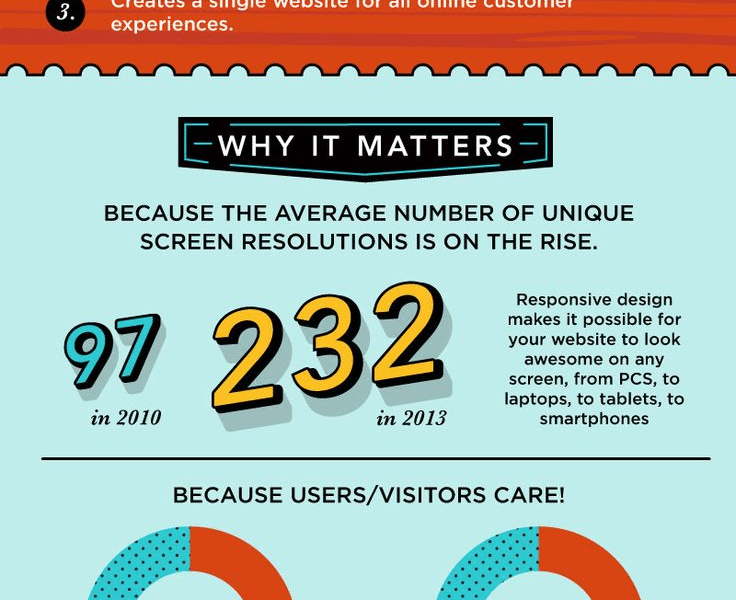 3.
Creates a single website for all online customer
experiences.
WHY IT MATTERS
BECAUSE THE AVERAGE NUMBER OF UNIQUE
SCREEN RESOLUTIONS IS ON THE RISE.
97
in 2010
232
in 2013
Responsive design
makes it possible for
your website to look
awesome on any
screen, from PCS, to
laptops, to tablets, to
smartphones
BECAUSE USERS/VISITORS CARE!